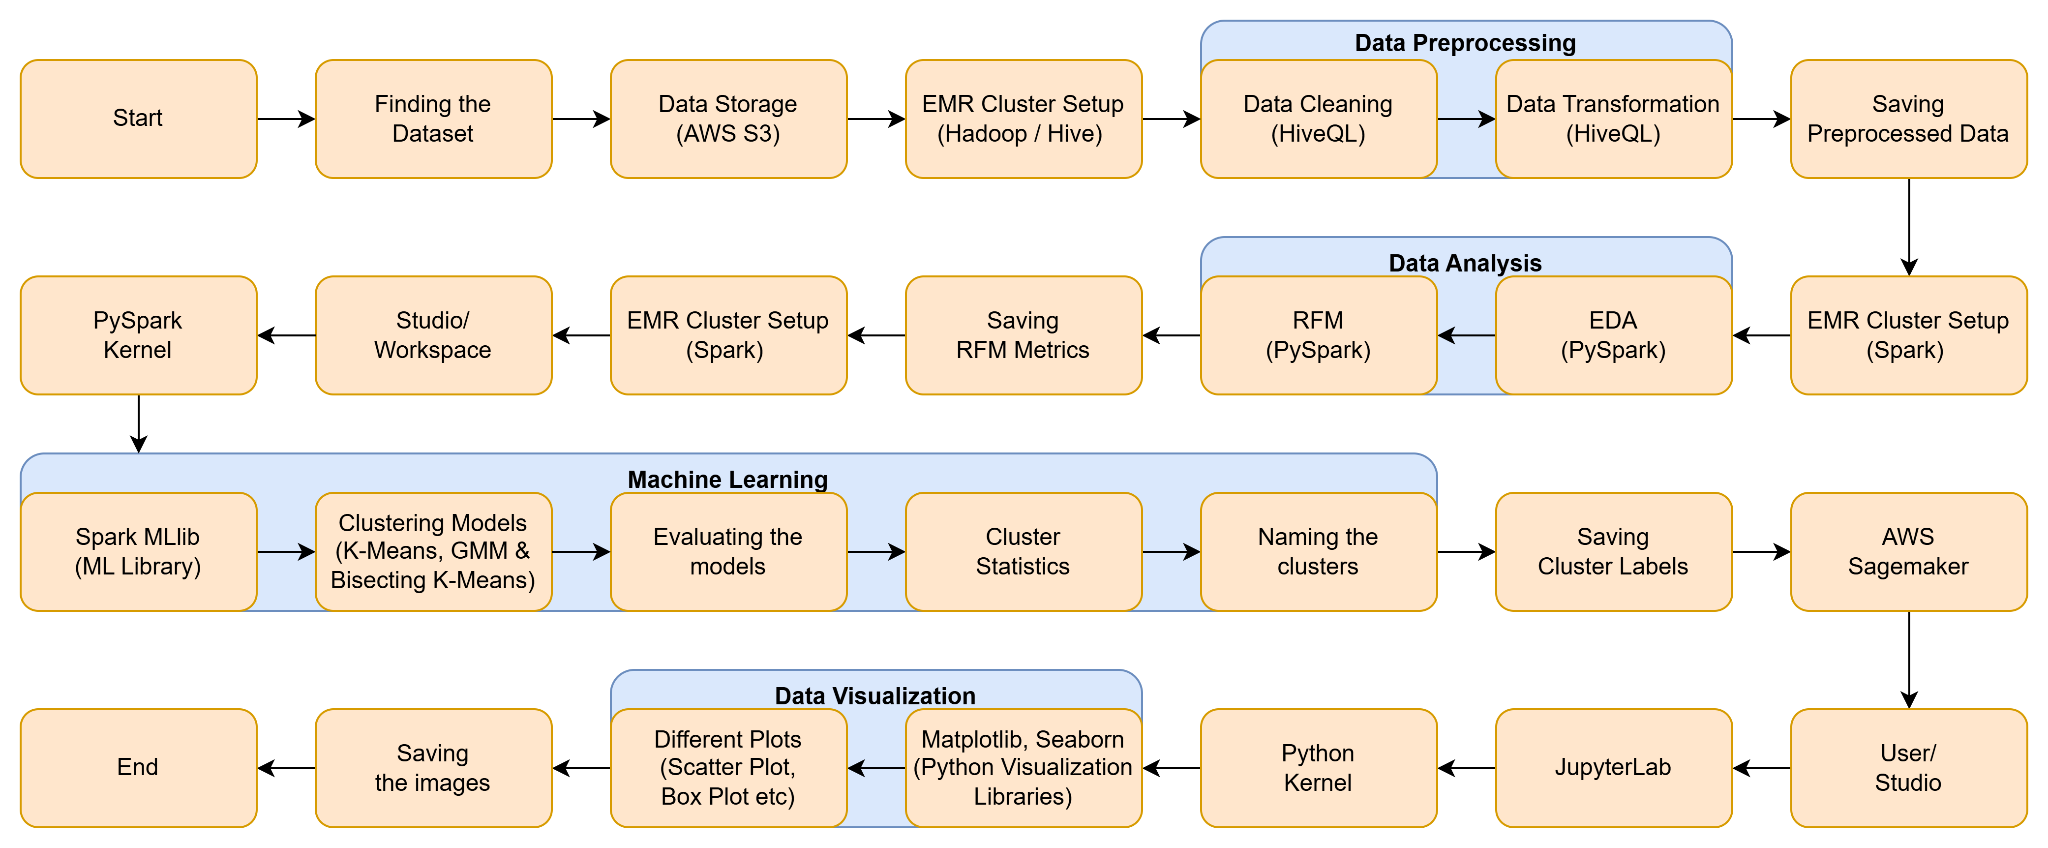 Data Preprocessing
Start
Finding the
Dataset
Data Storage
(AWS S3)
EMR Cluster Setup
(Hadoop / Hive)
Data Cleaning
(HiveQL)
Data Transformation
(HiveQL)
Saving
Preprocessed Data
Data Analysis
EMR Cluster Setup
(Spark)
EDA
(PySpark)
RFM
(PySpark)
Saving
RFM Metrics
EMR Cluster Setup
(Spark)
Studio/
Workspace
PySpark
Kernel
Machine Learning
Spark MLlib
(ML Library)
Clustering Models
(K-Means, GMM &
Bisecting K-Means)
Evaluating the
models
Cluster
Statistics
Naming the
clusters
Saving
Cluster Labels
AWS
Sagemaker
User/
Studio
JupyterLab
Python
Kernel
Data Visualization
Matplotlib, Seaborn
(Python Visualization
Libraries)
Different Plots
(Scatter Plot,
Box Plot etc)
Saving
the images
End